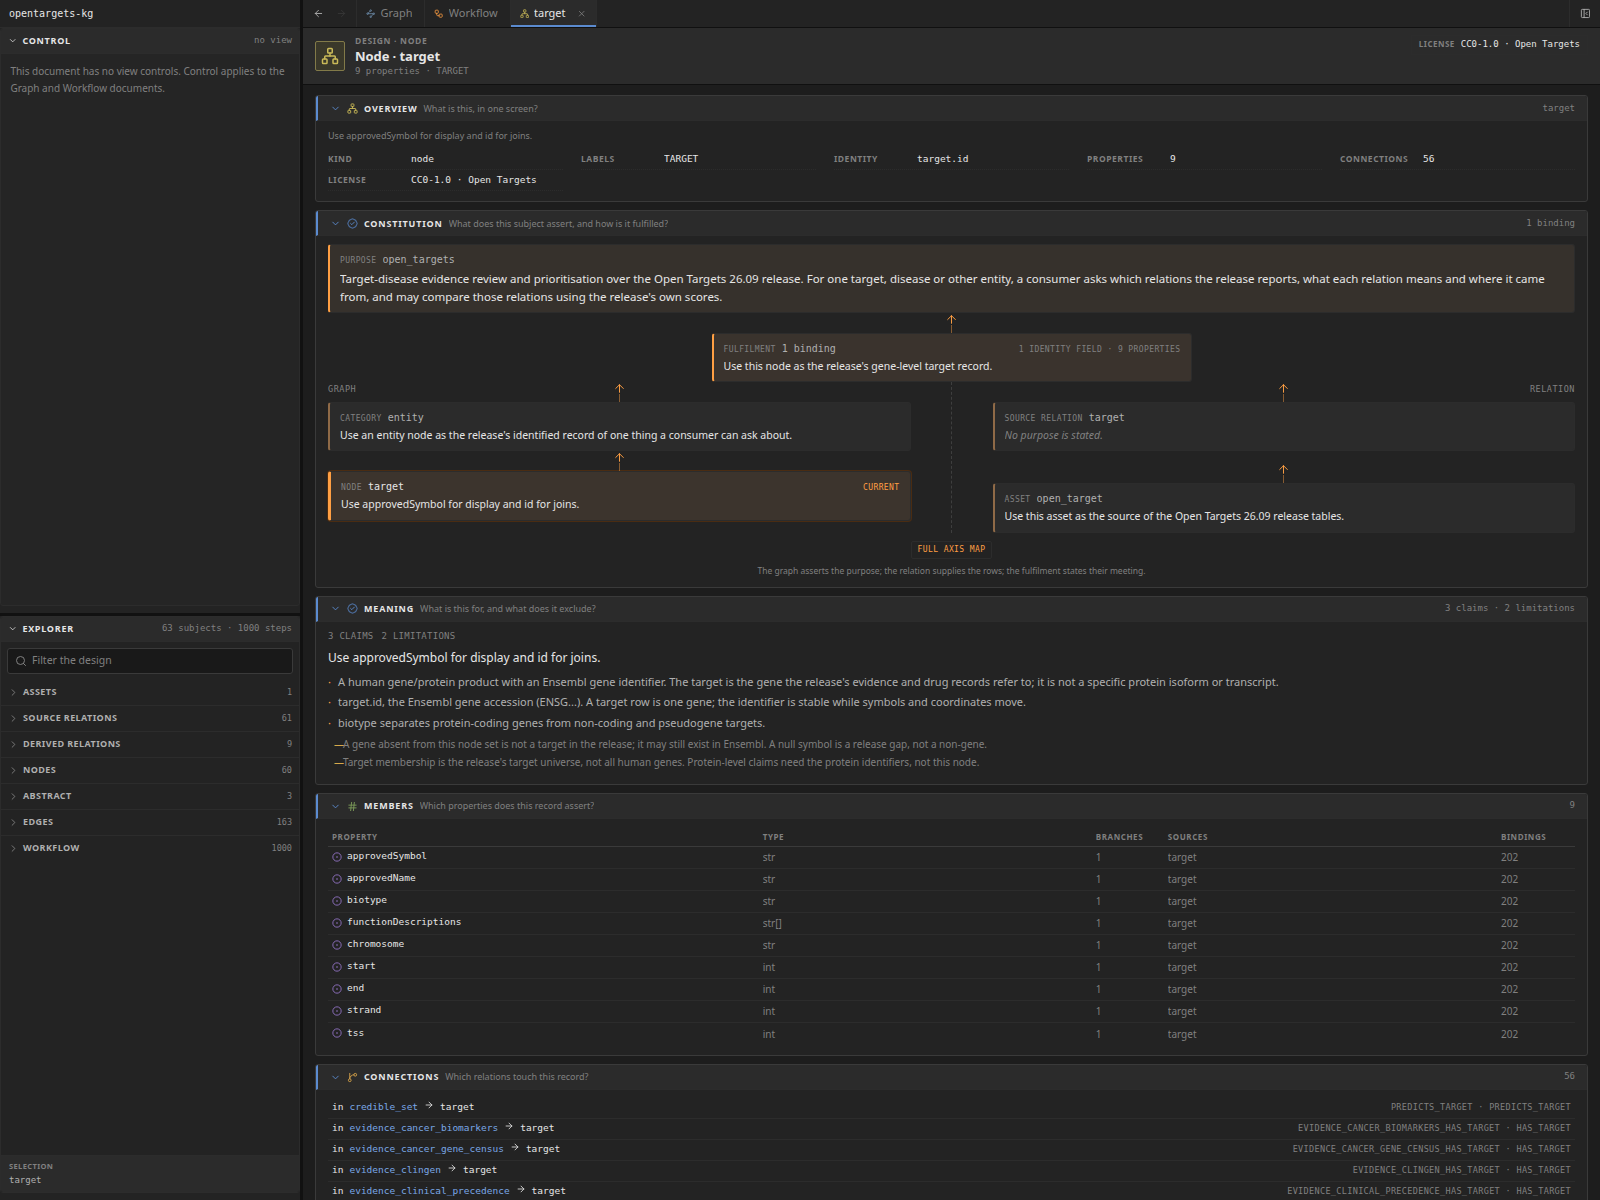 opentargets-kg
CONTROL no view
This document has no view controls. Control applies to the
Graph and Workflow documents.
EXPLORER 63 subjects · 1000 steps
Filter the design
ASSETS 1
SOURCE RELATIONS 61
DERIVED RELATIONS 9
NODES 60
ABSTRACT 3
EDGES 163
WORKFLOW 1000
SELECTION
target
Graph Workflow target
DESIGN · NODE
Node · target
9 properties · TARGET
LICENSE CC0-1.0 · Open Targets
OVERVIEW What is this, in one screen? target
Use approvedSymbol for display and id for joins.
KIND node LABELS TARGET IDENTITY target.id PROPERTIES 9 CONNECTIONS 56
LICENSE CC0-1.0 · Open Targets
CONSTITUTION What does this subject assert, and how is it fulfilled? 1 binding
PURPOSE open_targets
Target-disease evidence review and prioritisation over the Open Targets 26.09 release. For one target, disease or other entity, a consumer asks which relations the release reports, what each relation means and where it came
from, and may compare those relations using the release's own scores.
FULFILMENT 1 binding 1 IDENTITY FIELD · 9 PROPERTIES
Use this node as the release's gene-level target record.
GRAPH RELATION
CATEGORY entity
Use an entity node as the release's identified record of one thing a consumer can ask about.
SOURCE RELATION target
No purpose is stated.
NODE target CURRENT
Use approvedSymbol for display and id for joins.
ASSET open_target
Use this asset as the source of the Open Targets 26.09 release tables.
FULL AXIS MAP
The graph asserts the purpose; the relation supplies the rows; the fulfilment states their meeting.
MEANING What is this for, and what does it exclude? 3 claims · 2 limitations
3 CLAIMS 2 LIMITATIONS
Use approvedSymbol for display and id for joins.
· A human gene/protein product with an Ensembl gene identifier. The target is the gene the release's evidence and drug records refer to; it is not a specific protein isoform or transcript.
· target.id, the Ensembl gene accession (ENSG...). A target row is one gene; the identifier is stable while symbols and coordinates move.
· biotype separates protein-coding genes from non-coding and pseudogene targets.
—A gene absent from this node set is not a target in the release; it may still exist in Ensembl. A null symbol is a release gap, not a non-gene.
—Target membership is the release's target universe, not all human genes. Protein-level claims need the protein identifiers, not this node.
MEMBERS Which properties does this record assert? 9
PROPERTY TYPE BRANCHES SOURCES BINDINGS
approvedSymbol str 1 target 202
approvedName str 1 target 202
biotype str 1 target 202
functionDescriptions str[] 1 target 202
chromosome str 1 target 202
start int 1 target 202
end int 1 target 202
strand int 1 target 202
tss int 1 target 202
CONNECTIONS Which relations touch this record? 56
in credible_set → target PREDICTS_TARGET · PREDICTS_TARGET
in evidence_cancer_biomarkers → target EVIDENCE_CANCER_BIOMARKERS_HAS_TARGET · HAS_TARGET
in evidence_cancer_gene_census → target EVIDENCE_CANCER_GENE_CENSUS_HAS_TARGET · HAS_TARGET
in evidence_clingen → target EVIDENCE_CLINGEN_HAS_TARGET · HAS_TARGET
in evidence_clinical_precedence → target EVIDENCE_CLINICAL_PRECEDENCE_HAS_TARGET · HAS_TARGET